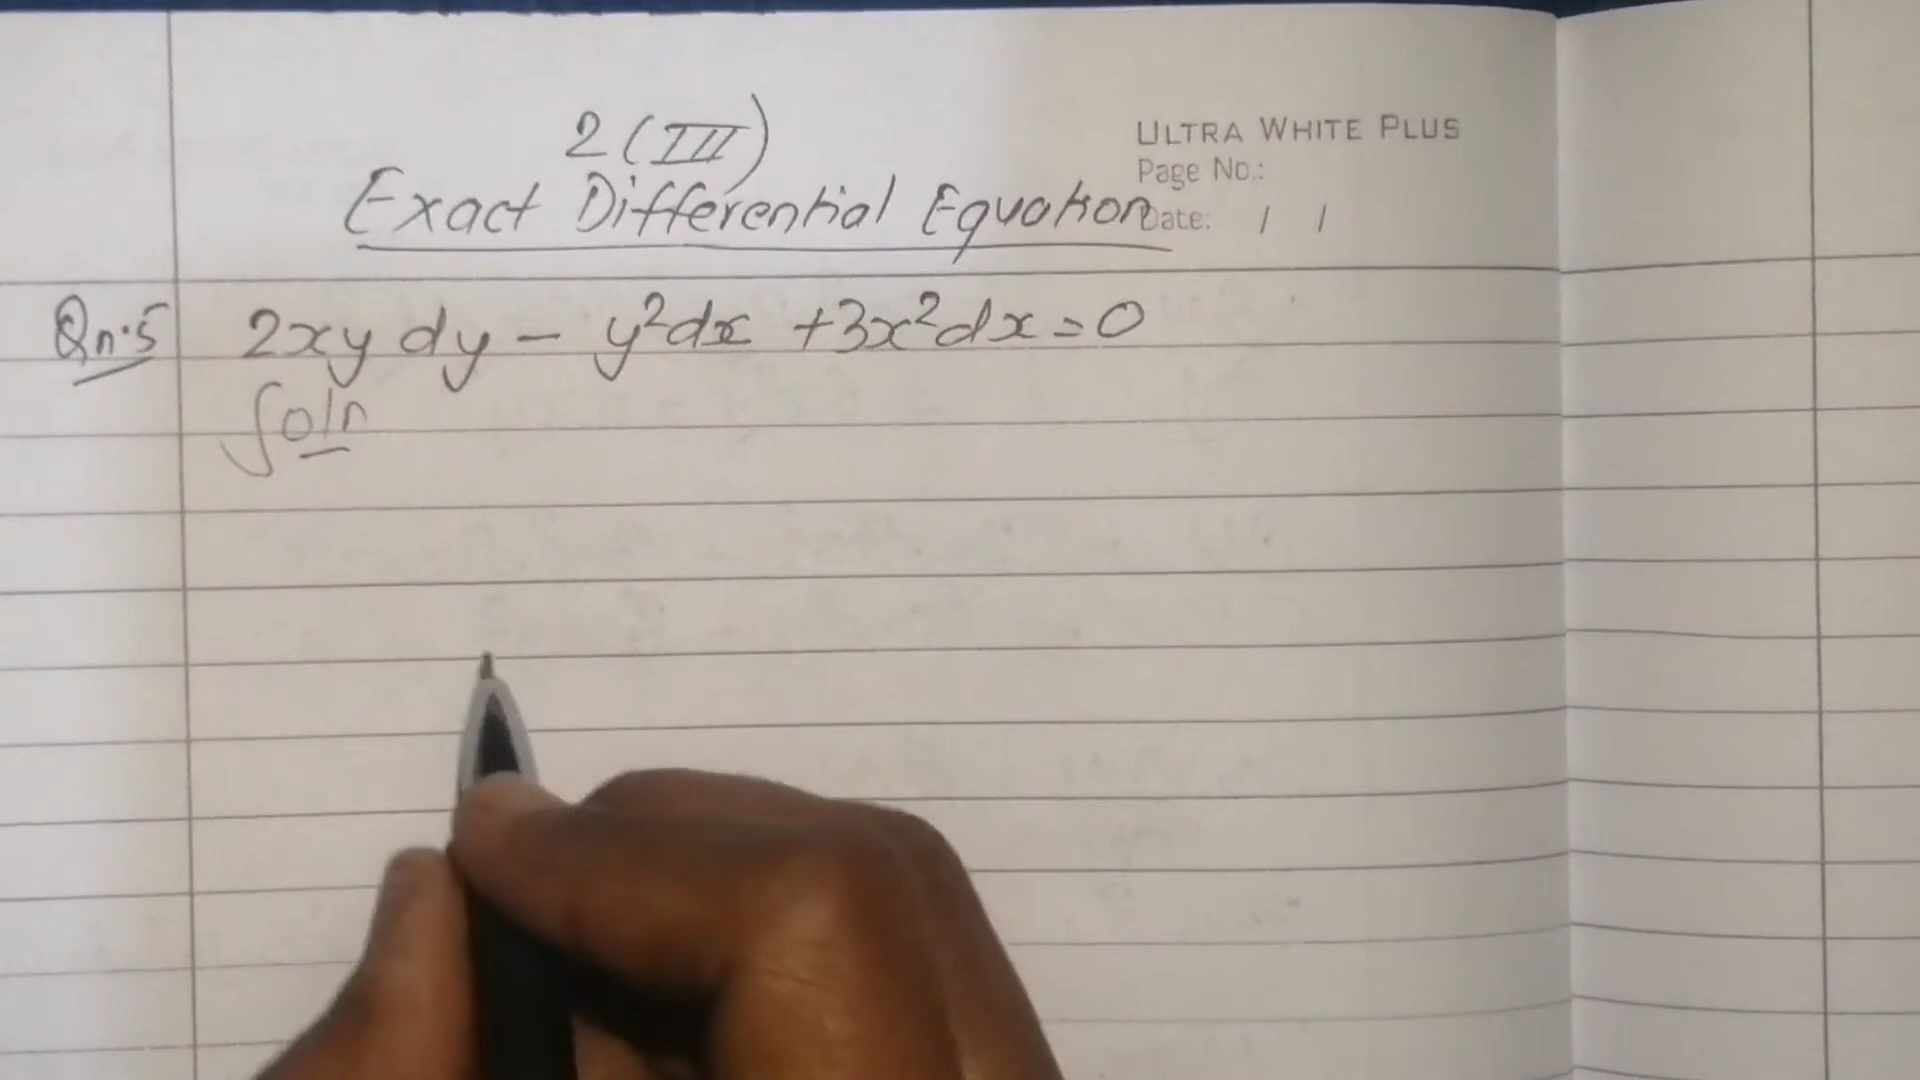 2 (III)
ULTRA WHITE PLUS
Page No.:
Exact Differential Equation
Date: / /
Qn.5 2xy dy - y²dx + 3x²dx = 0
Soln